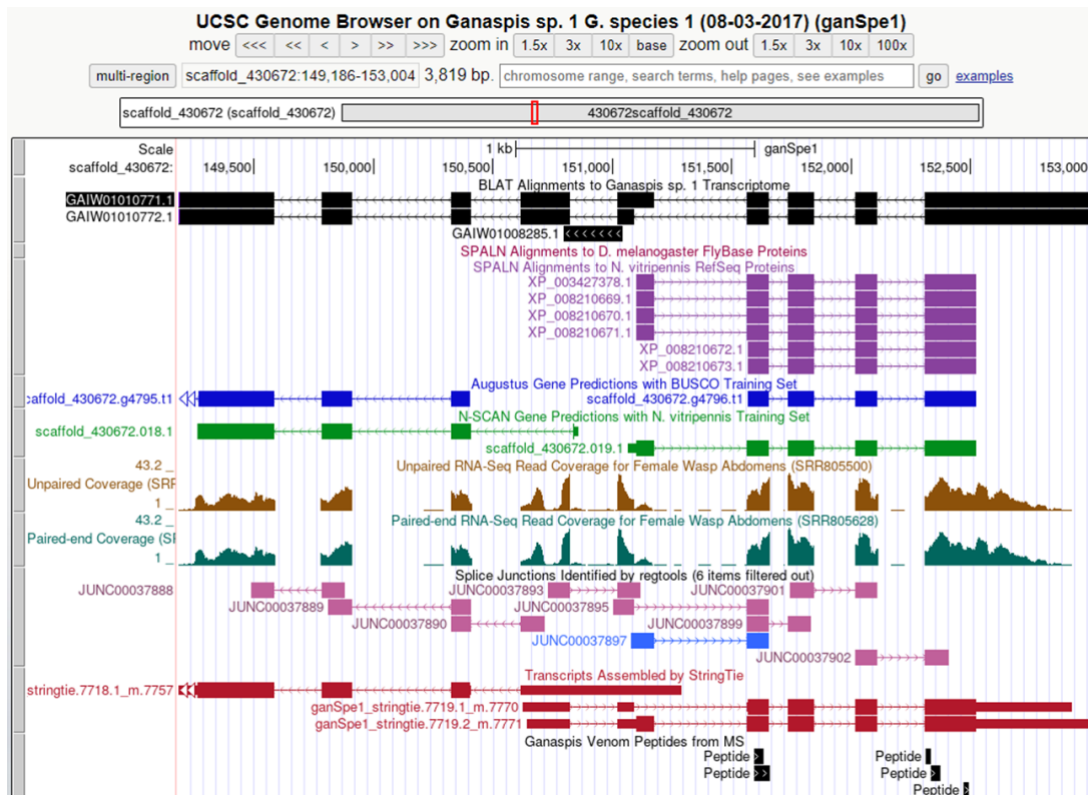 UCSC Genome Browser on Ganaspis sp. 1 G. species 1 (08-03-2017) (ganSpe1)
move <<< << < > >> >>> zoom in 1.5x 3x 10x base zoom out 1.5x 3x 10x 100x
multi-region scaffold_430672:149,186-153,004 3,819 bp. chromosome range, search terms, help pages, see examples go examples
scaffold_430672 (scaffold_430672) 430672scaffold_430672
Scale 1 kb ganSpe1
scaffold_430672: 149,500 150,000 150,500 151,000 151,500 152,000 152,500 153,000
BLAT Alignments to Ganaspis sp. 1 Transcriptome
GAIW01010771.1
GAIW01010772.1
GAIW01008285.1
SPALN Alignments to D. melanogaster FlyBase Proteins
SPALN Alignments to N. vitripennis RefSeq Proteins
XP_003427378.1
XP_008210669.1
XP_008210670.1
XP_008210671.1
XP_008210672.1
XP_008210673.1
Augustus Gene Predictions with BUSCO Training Set
caffold_430672.g4795.t1 scaffold_430672.g4796.t1
N-SCAN Gene Predictions with N. vitripennis Training Set
scaffold_430672.018.1
scaffold_430672.019.1
43.2 _ Unpaired RNA-Seq Read Coverage for Female Wasp Abdomens (SRR805500)
Unpaired Coverage (SRR
1 _
43.2 _ Paired-end RNA-Seq Read Coverage for Female Wasp Abdomens (SRR805628)
Paired-end Coverage (SR
1 _
Splice Junctions Identified by regtools (6 items filtered out)
JUNC00037888 JUNC00037893 JUNC00037901
JUNC00037889 JUNC00037895
JUNC00037890 JUNC00037899
JUNC00037897
JUNC00037902
Transcripts Assembled by StringTie
stringtie.7718.1_m.7757
ganSpe1_stringtie.7719.1_m.7770
ganSpe1_stringtie.7719.2_m.7771
Ganaspis Venom Peptides from MS
Peptide Peptide
Peptide Peptide
Peptide